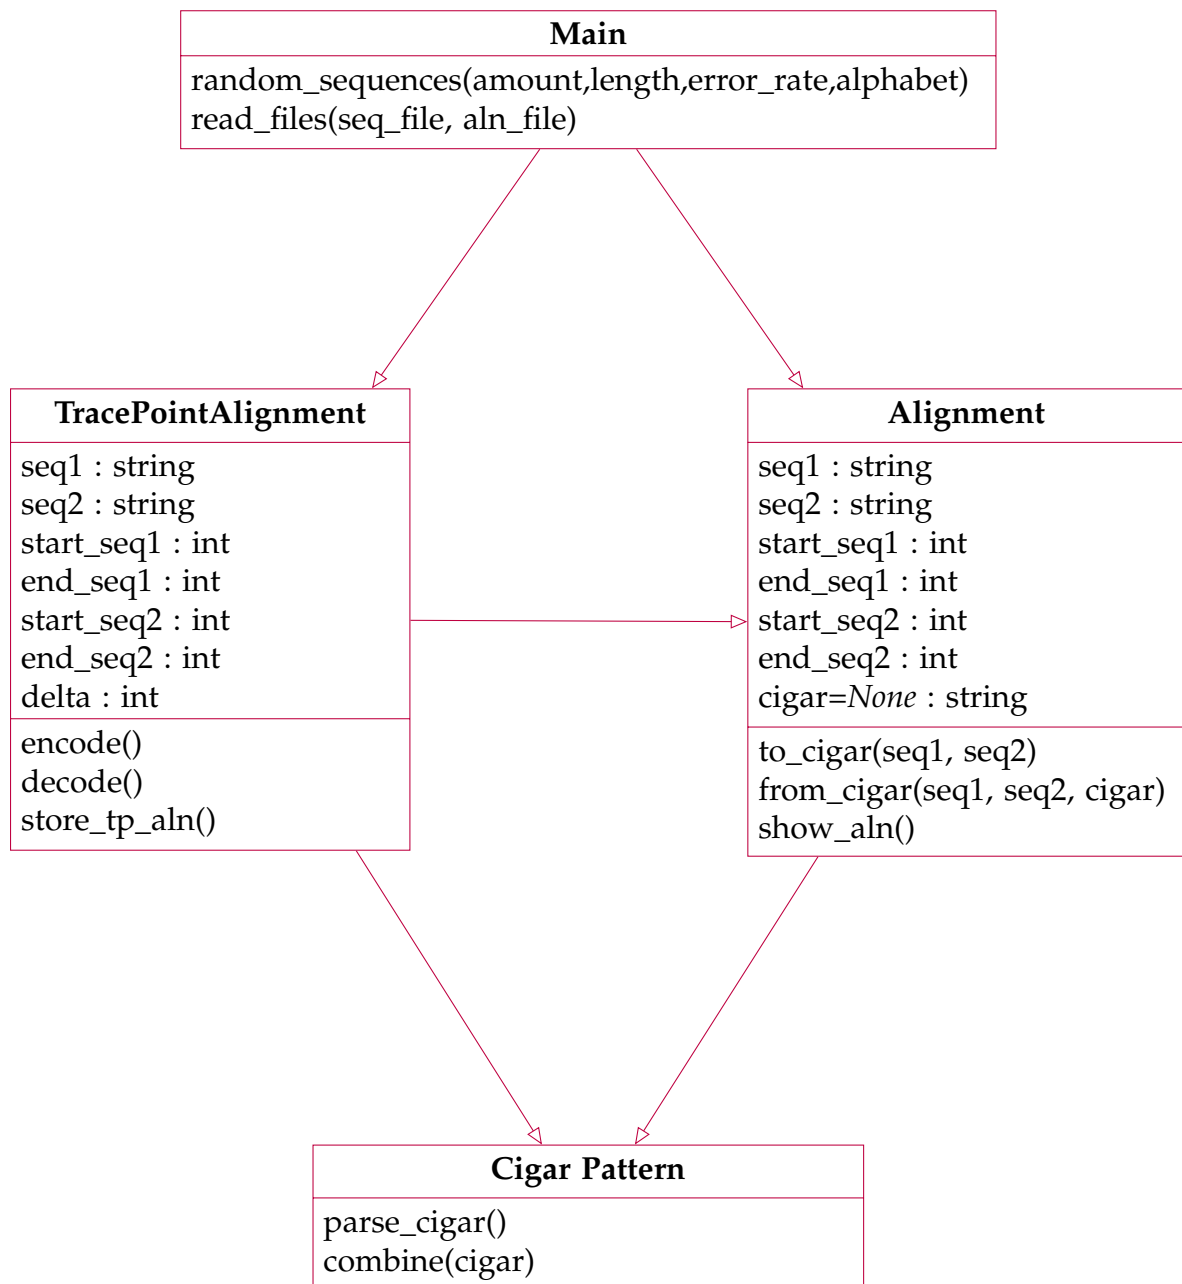 Main
random_sequences(amount,length,error_rate,alphabet)
read_files(seq_file, aln_file)
TracePointAlignment
seq1 : string
seq2 : string
start_seq1 : int
end_seq1 : int
start_seq2 : int
end_seq2 : int
delta : int
encode()
decode()
store_tp_aln()
Alignment
seq1 : string
seq2 : string
start_seq1 : int
end_seq1 : int
start_seq2 : int
end_seq2 : int
cigar=None : string
to_cigar(seq1, seq2)
from_cigar(seq1, seq2, cigar)
show_aln()
Cigar Pattern
parse_cigar()
combine(cigar)